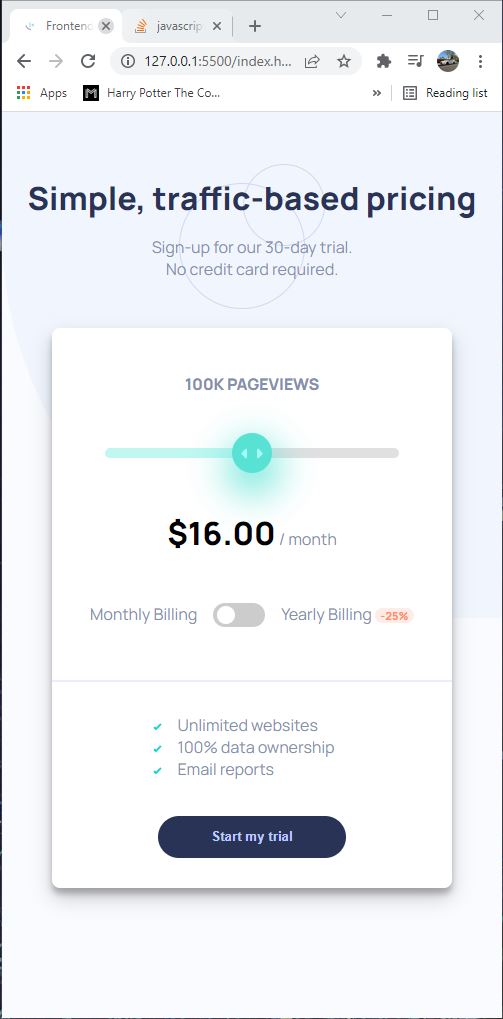 Frontend
javascrip
127.0.0.1:5500/index.h...
Apps
Harry Potter The Co...
»
Reading list
Simple, traffic-based pricing
Sign-up for our 30-day trial.
No credit card required.
100K PAGEVIEWS
$16.00 / month
Monthly Billing
Yearly Billing -25%
Unlimited websites
100% data ownership
Email reports
Start my trial